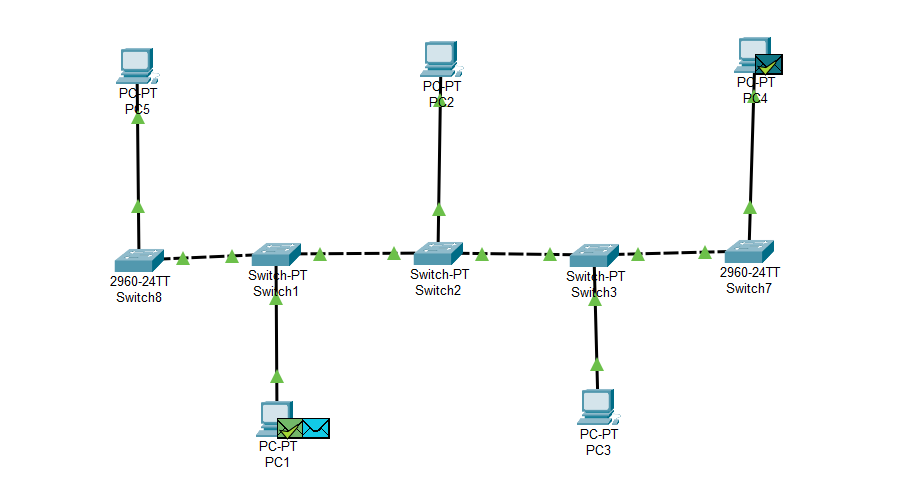 PC-PT
PC5
PC-PT
PC2
PC-PT
PC4
2960-24TT
Switch8
Switch-PT
Switch1
Switch-PT
Switch2
Switch-PT
Switch3
2960-24TT
Switch7
PC-PT
PC1
PC-PT
PC3